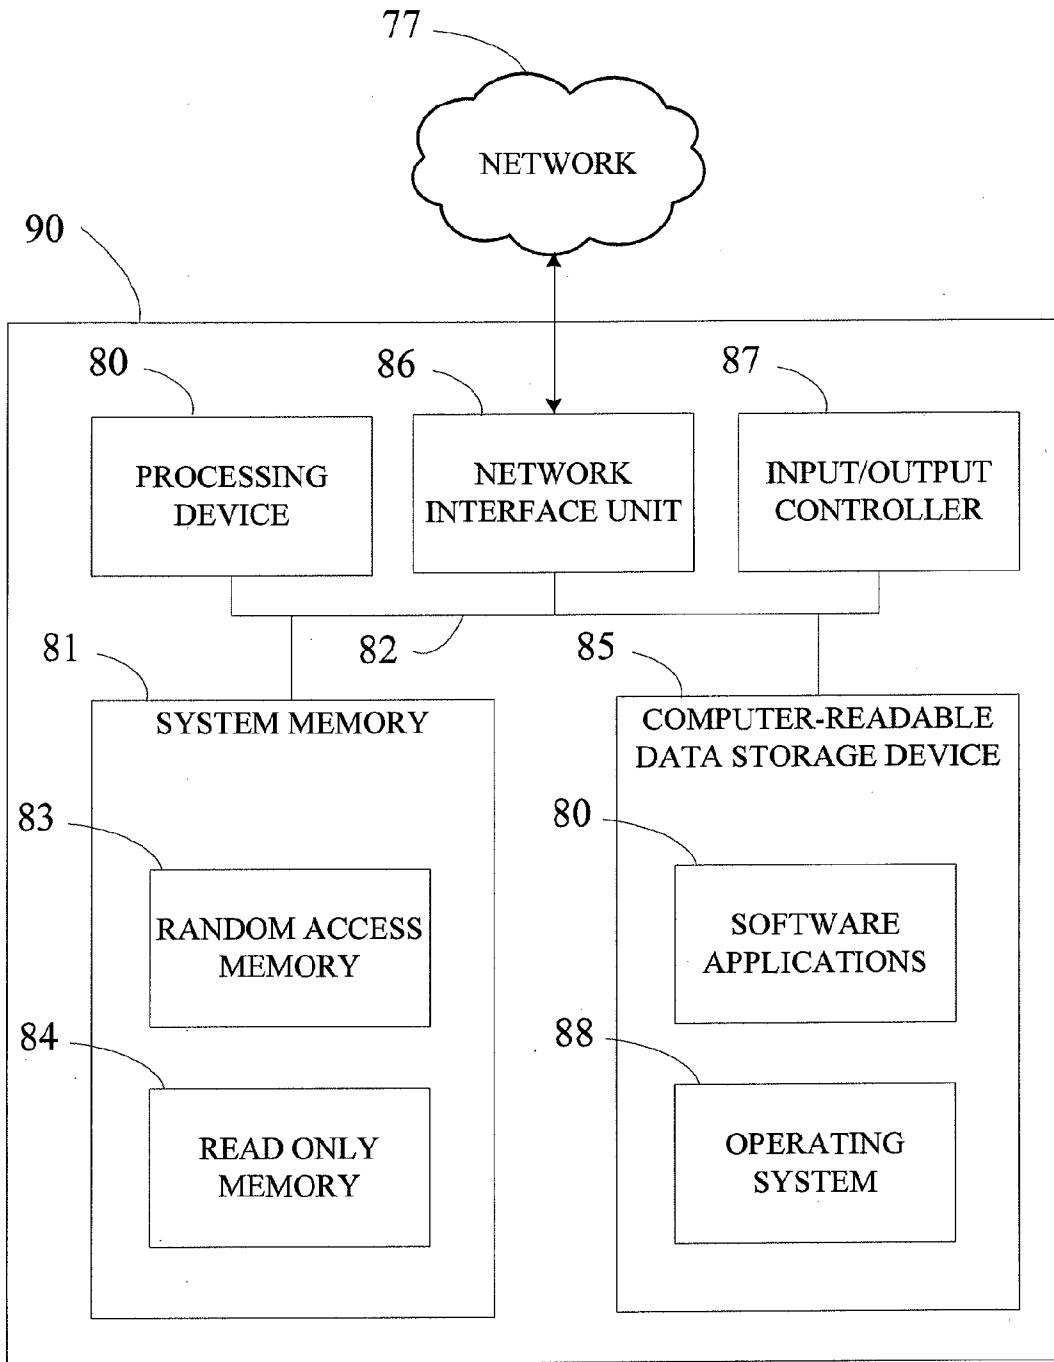 77
NETWORK
90
80
86
87
PROCESSING
DEVICE
NETWORK
INTERFACE UNIT
INPUT/OUTPUT
CONTROLLER
81
82
85
SYSTEM MEMORY
COMPUTER-READABLE
DATA STORAGE DEVICE
83
RANDOM ACCESS
MEMORY
84
READ ONLY
MEMORY
80
SOFTWARE
APPLICATIONS
88
OPERATING
SYSTEM